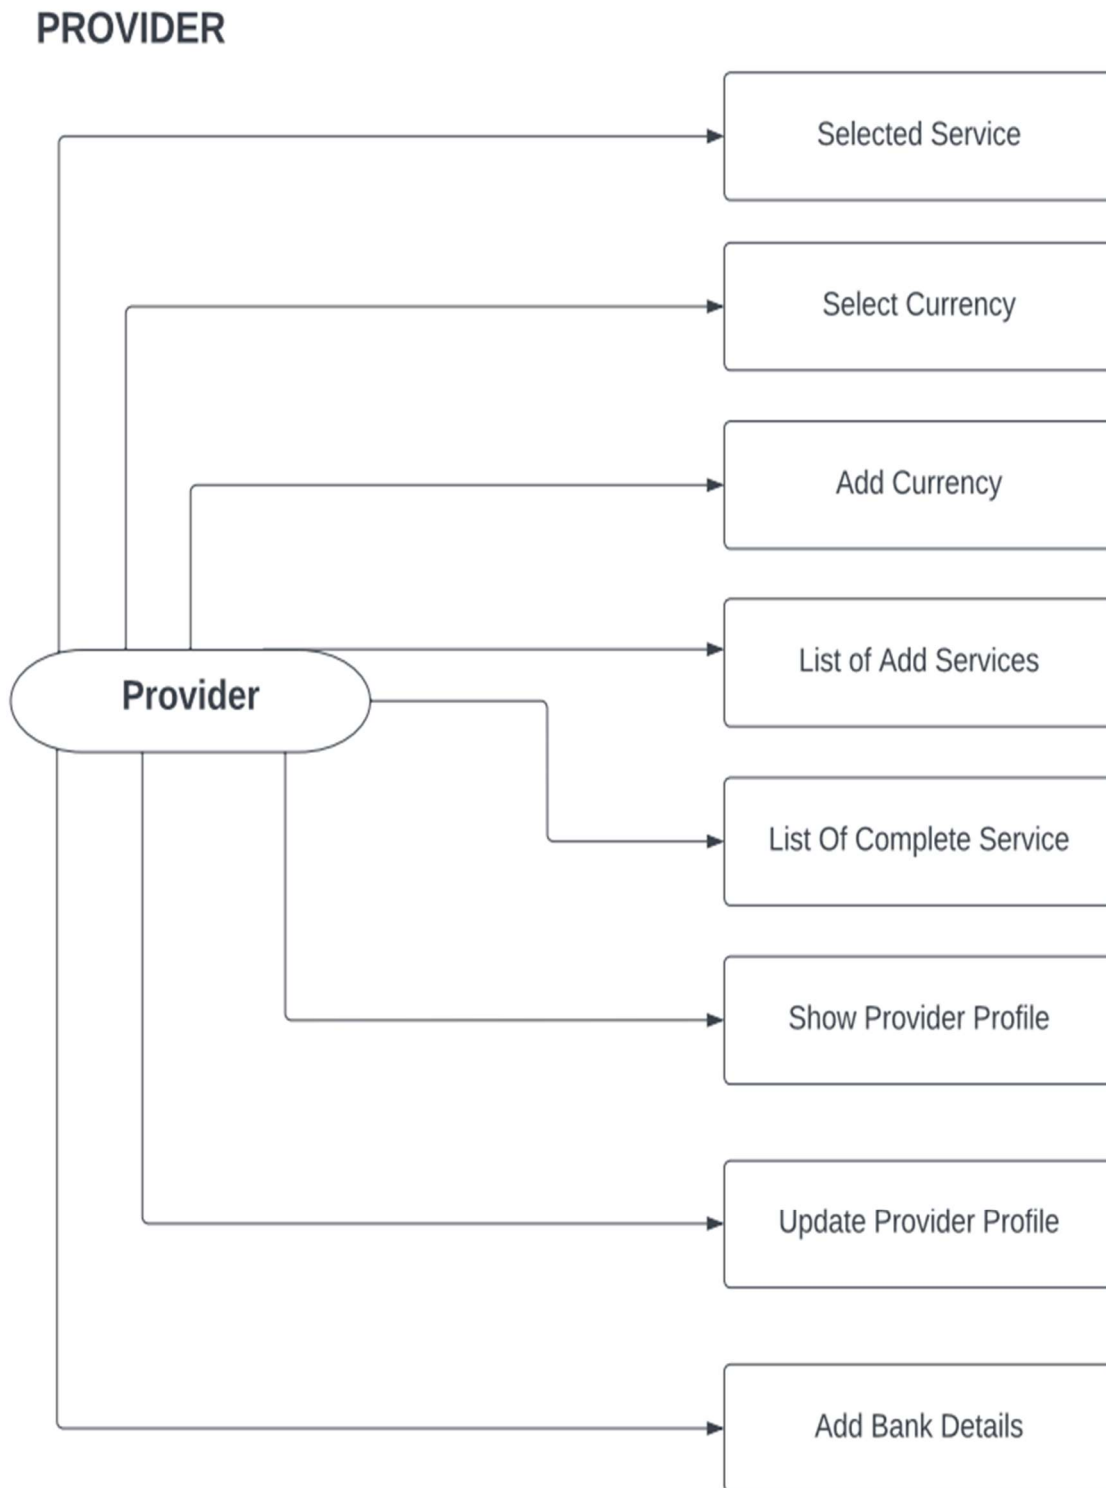 PROVIDER
Selected Service
Select Currency
Add Currency
List of Add Services
Provider
List Of Complete Service
Show Provider Profile
Update Provider Profile
Add Bank Details